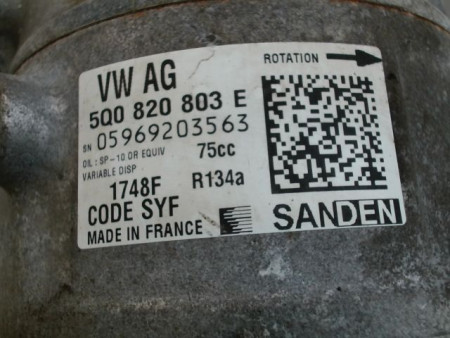 VW AG
ROTATION
5Q0 820 803 E
SN 05969203563
OIL: SP-10 OR EQUIV 75cc
VARIABLE DISP
1748F R134a
CODE SYF
MADE IN FRANCE
SANDEN